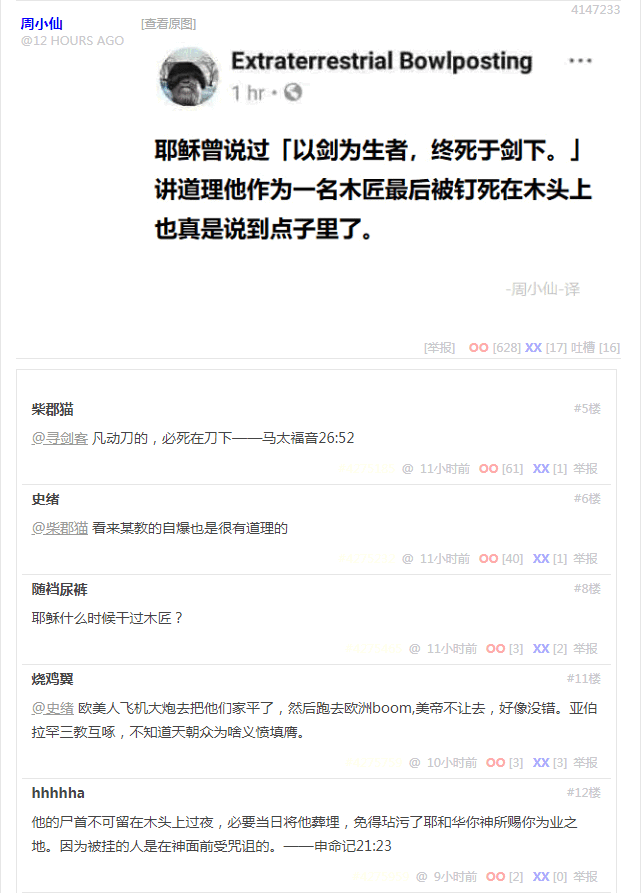 4147233
周小仙
[查看原图]
@12 HOURS AGO
Extraterrestrial Bowlposting
1 hr
耶稣曾说过「以剑为生者，终死于剑下。」
讲道理他作为一名木匠最后被钉死在木头上
也真是说到点子里了。
-周小仙-译
[举报] OO [628] XX [17] 吐槽 [16]
柴郡猫 #5楼
@寻剑客 凡动刀的，必死在刀下——马太福音26:52
@ 11小时前 OO [61] XX [1] 举报
史绪 #6楼
@柴郡猫 看来某教的自爆也是很有道理的
@ 11小时前 OO [40] XX [1] 举报
随裆尿裤 #8楼
耶稣什么时候干过木匠？
@ 11小时前 OO [3] XX [2] 举报
烧鸡翼 #11楼
@史绪 欧美人飞机大炮去把他们家平了，然后跑去欧洲boom,美帝不让去，好像没错。亚伯
拉罕三教互啄，不知道天朝众为啥义愤填膺。
@ 10小时前 OO [3] XX [3] 举报
hhhhha #12楼
他的尸首不可留在木头上过夜，必要当日将他葬埋，免得玷污了耶和华你神所赐你为业之
地。因为被挂的人是在神面前受咒诅的。——申命记21:23
@ 9小时前 OO [2] XX [0] 举报